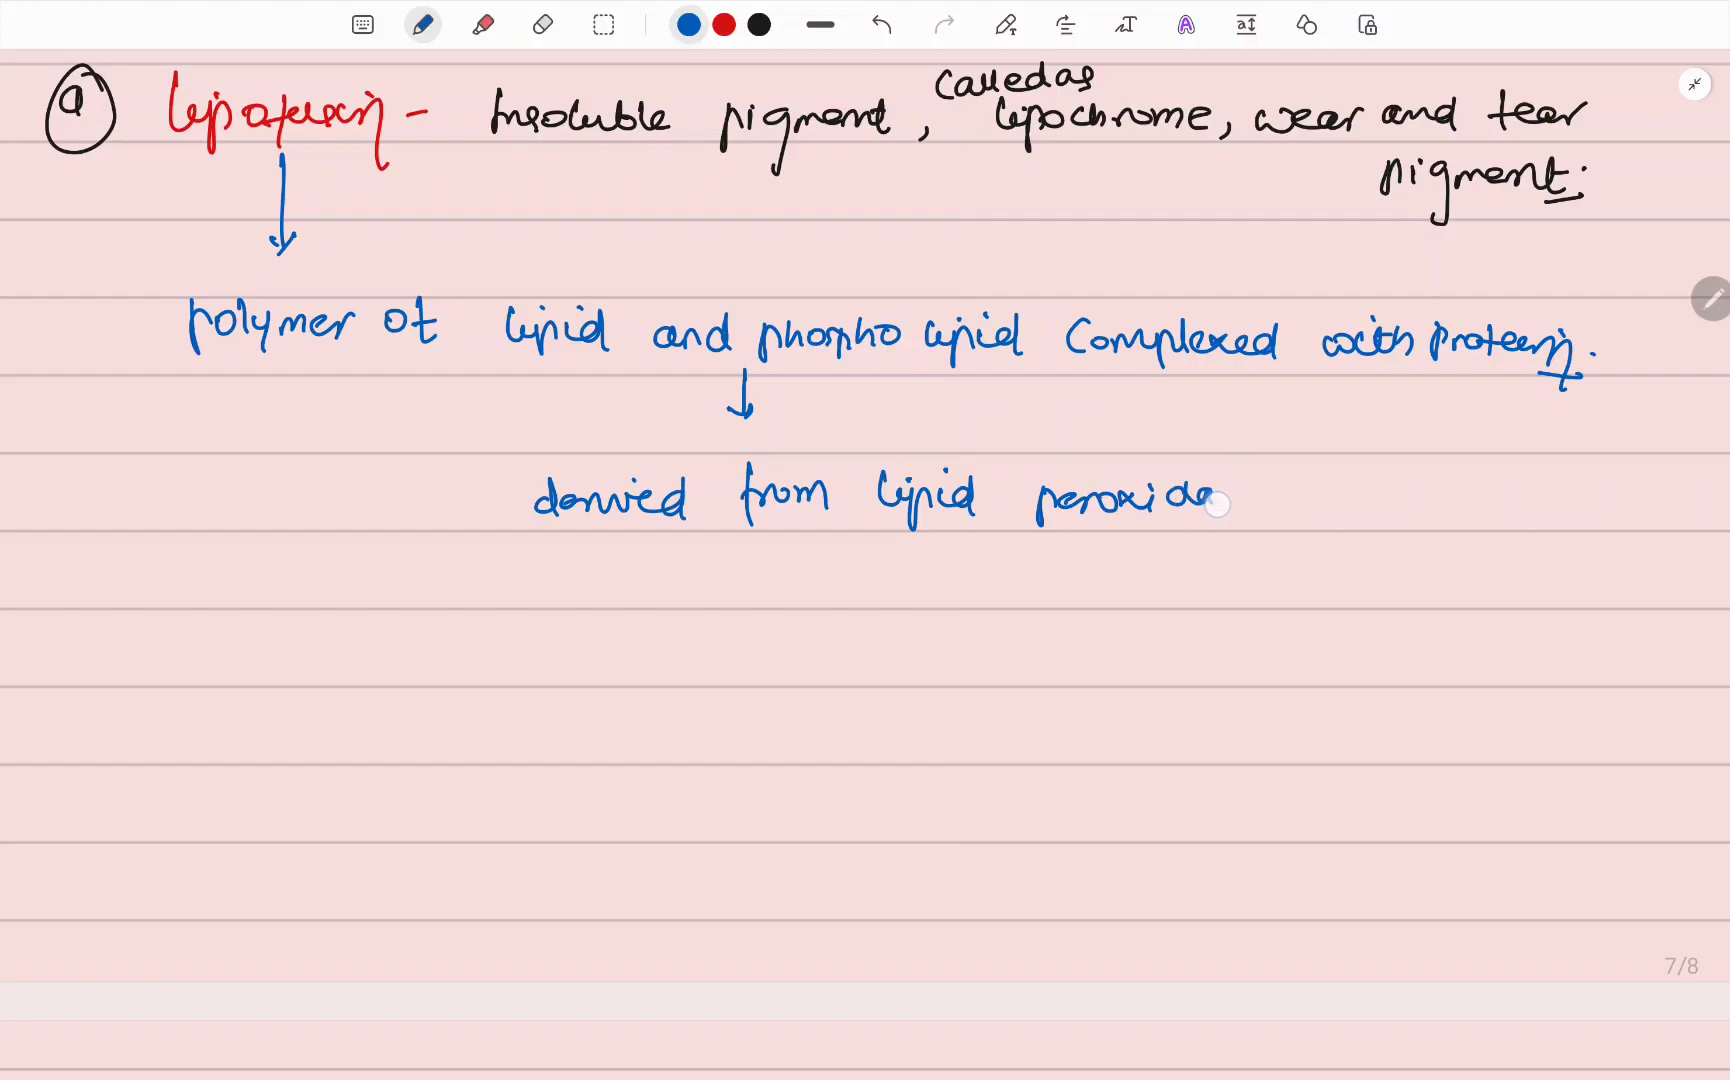 a Lipofuscin - Insoluble pigment, called as lipochrome, wear and tear
pigment.
polymer of lipid and phospho lipid complexed with protein.
derived from lipid peroxida
7/8